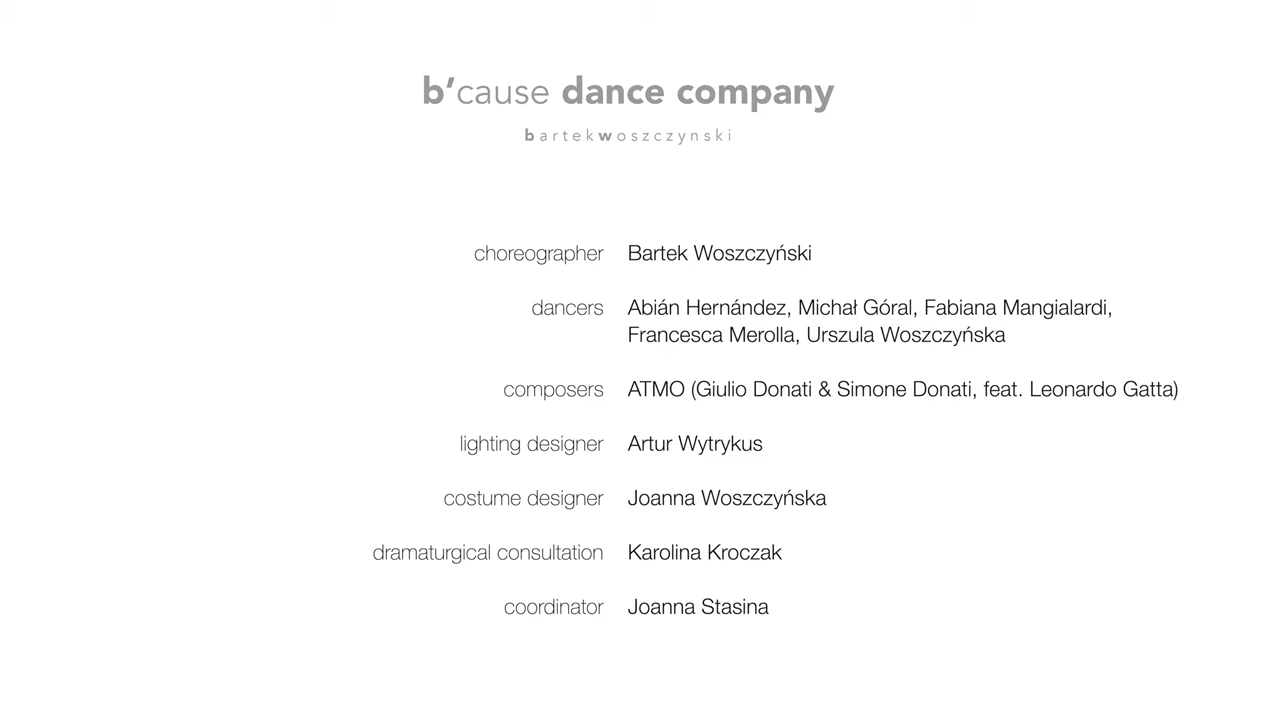 b'cause dance company
bartekwoszczynski
choreographer Bartek Woszczyński
dancers Abián Hernández, Michał Góral, Fabiana Mangialardi,
Francesca Merolla, Urszula Woszczyńska
composers ATMO (Giulio Donati & Simone Donati, feat. Leonardo Gatta)
lighting designer Artur Wytrykus
costume designer Joanna Woszczyńska
dramaturgical consultation Karolina Kroczak
coordinator Joanna Stasina